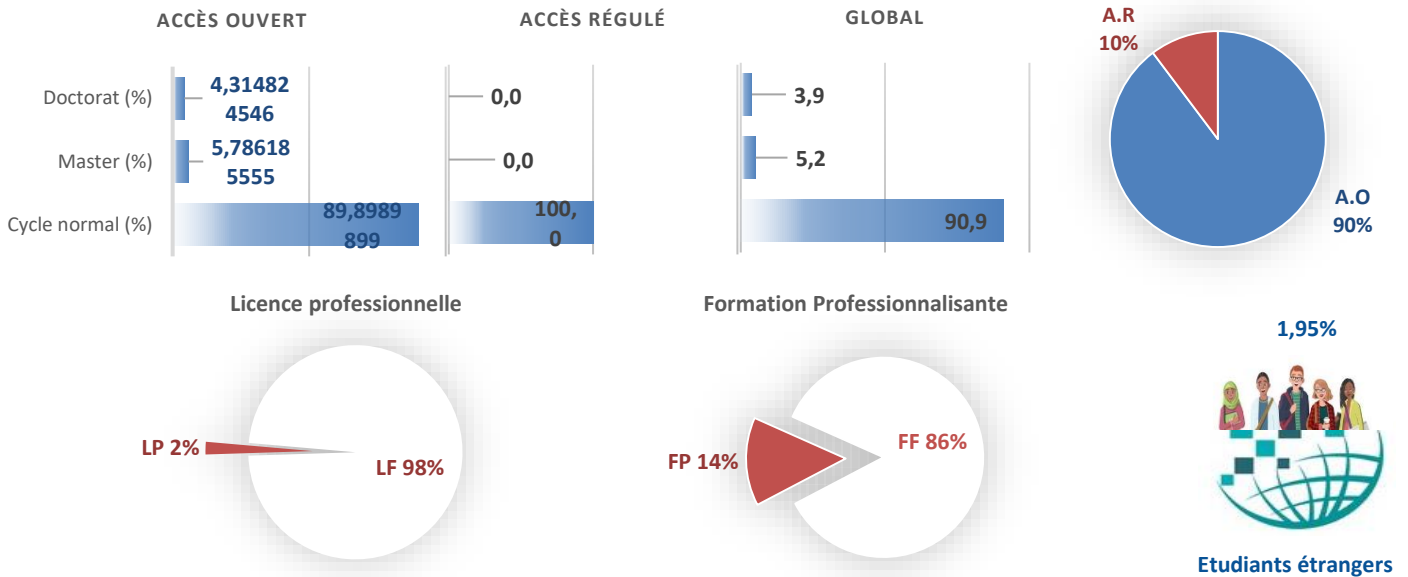 ACCÈS OUVERT
Doctorat (%)
4,31482
4546
Master (%)
5,78618
5555
Cycle normal (%)
89,8989
899
ACCÈS RÉGULÉ
0,0
0,0
100,
0
GLOBAL
3,9
5,2
90,9
A.R
10%
A.O
90%
Licence professionnelle
LP 2%
LF 98%
Formation Professionnalisante
FP 14%
FF 86%
1,95%
Etudiants étrangers